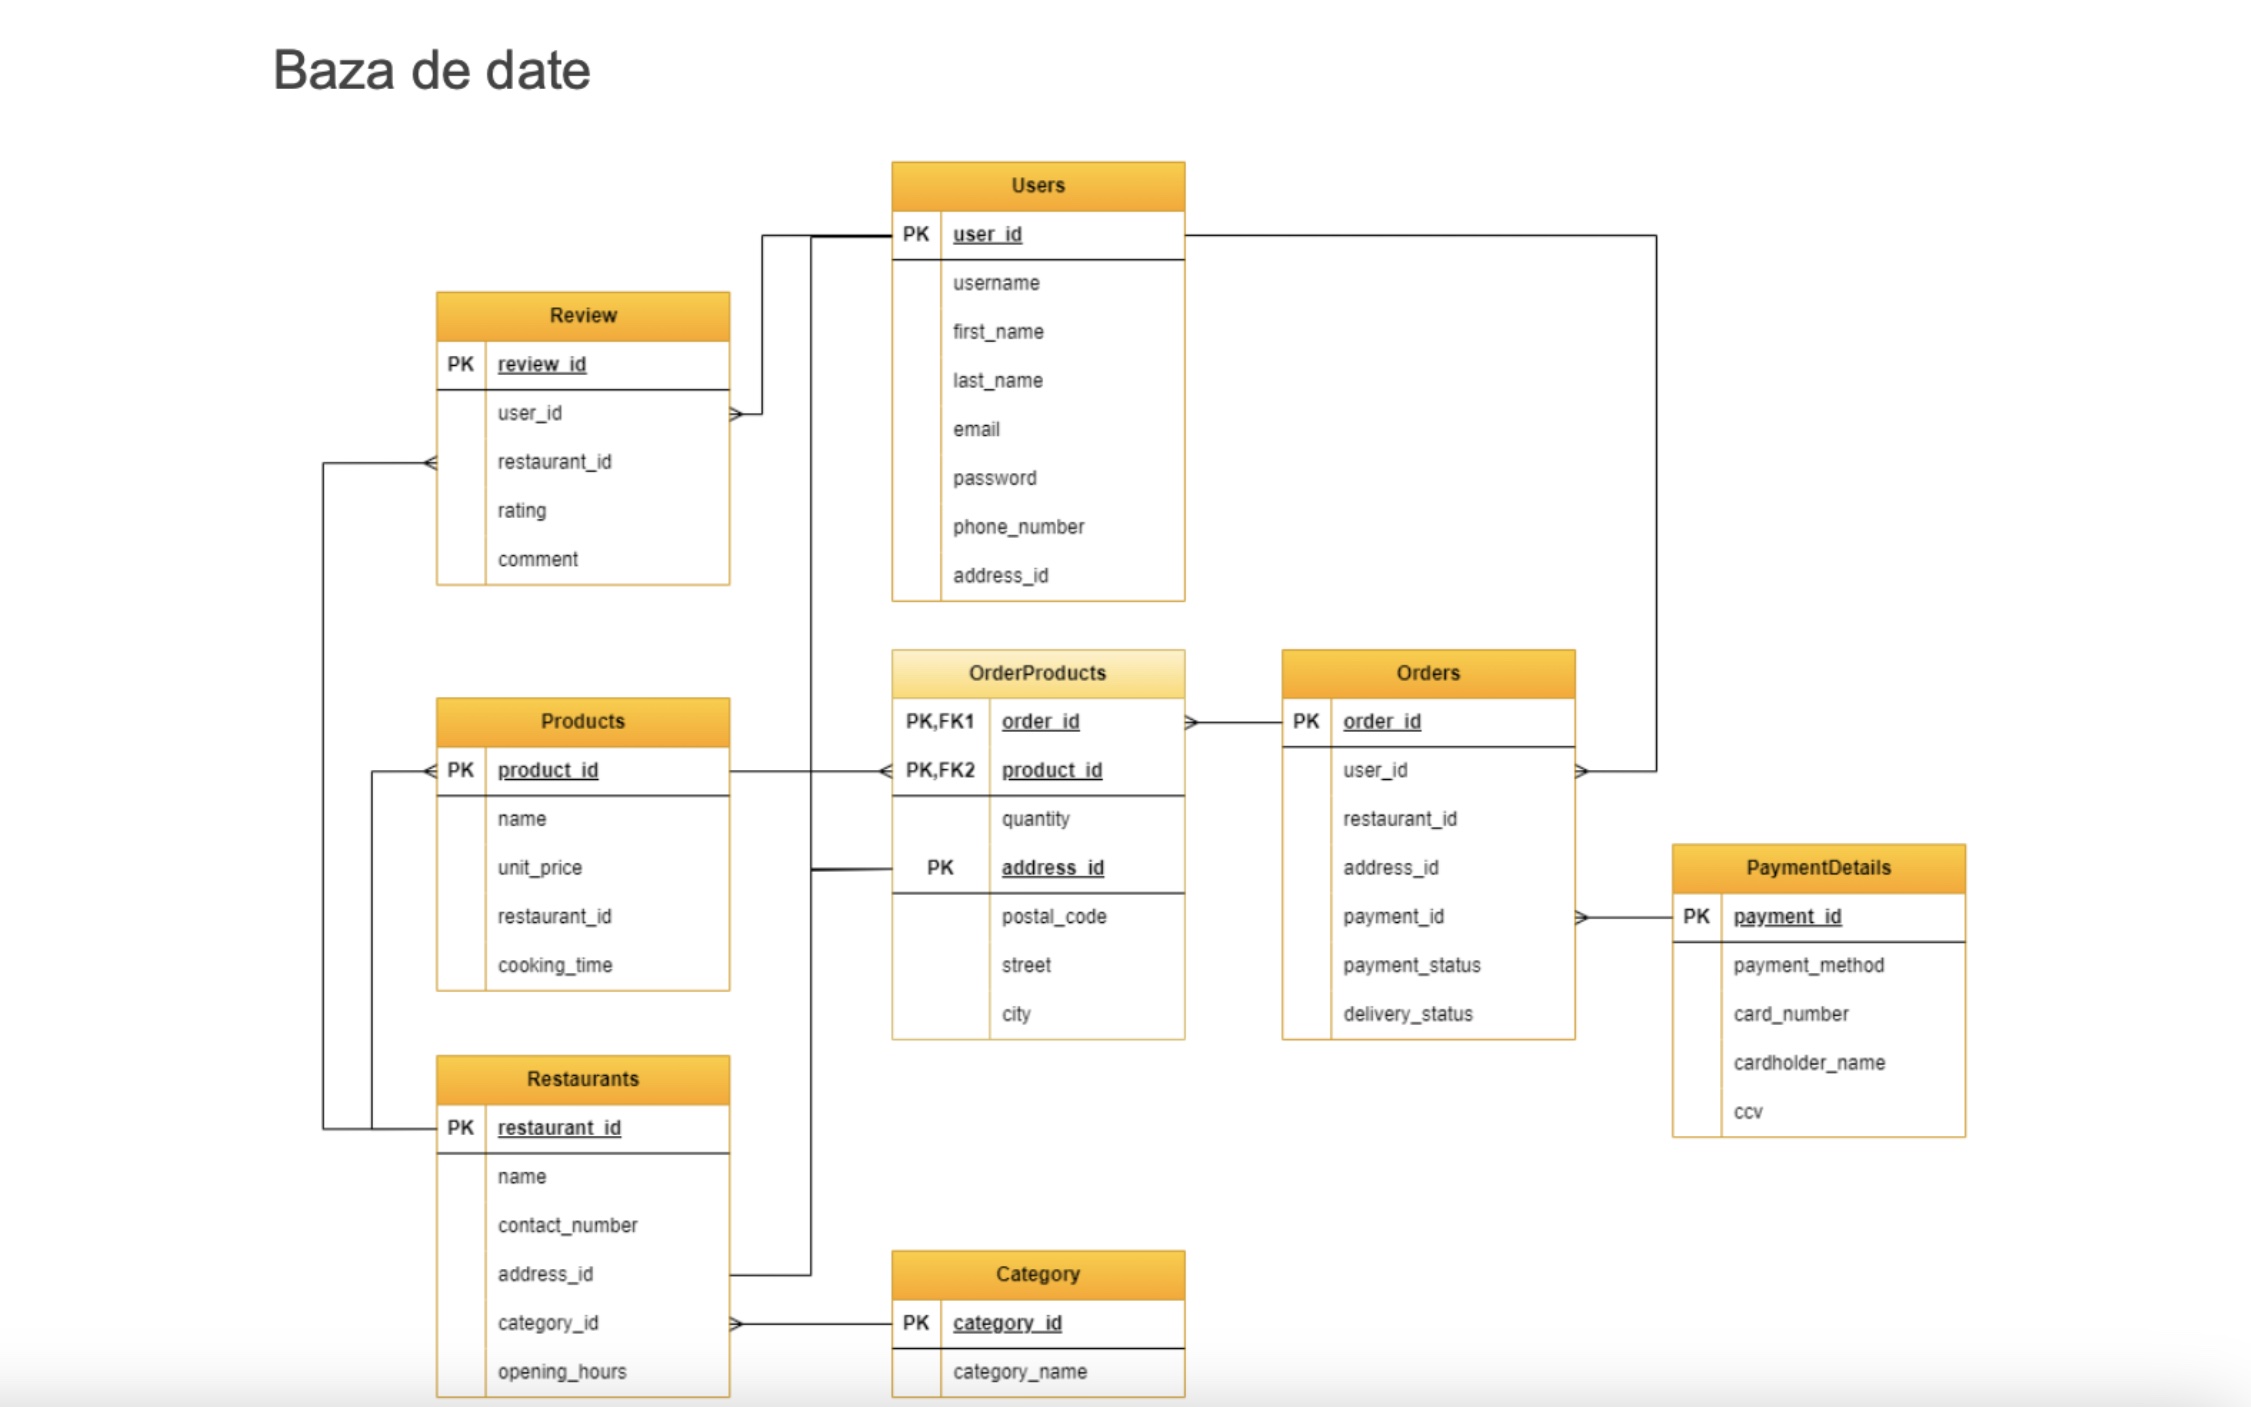 Baza de date
Users
PK user_id
username
first_name
last_name
email
password
phone_number
address_id
Review
PK review_id
user_id
restaurant_id
rating
comment
Products
PK product_id
name
unit_price
restaurant_id
cooking_time
OrderProducts
PK,FK1 order_id
PK,FK2 product_id
quantity
PK address_id
postal_code
street
city
Orders
PK order_id
user_id
restaurant_id
address_id
payment_id
payment_status
delivery_status
PaymentDetails
PK payment_id
payment_method
card_number
cardholder_name
ccv
Restaurants
PK restaurant_id
name
contact_number
address_id
category_id
opening_hours
Category
PK category_id
category_name